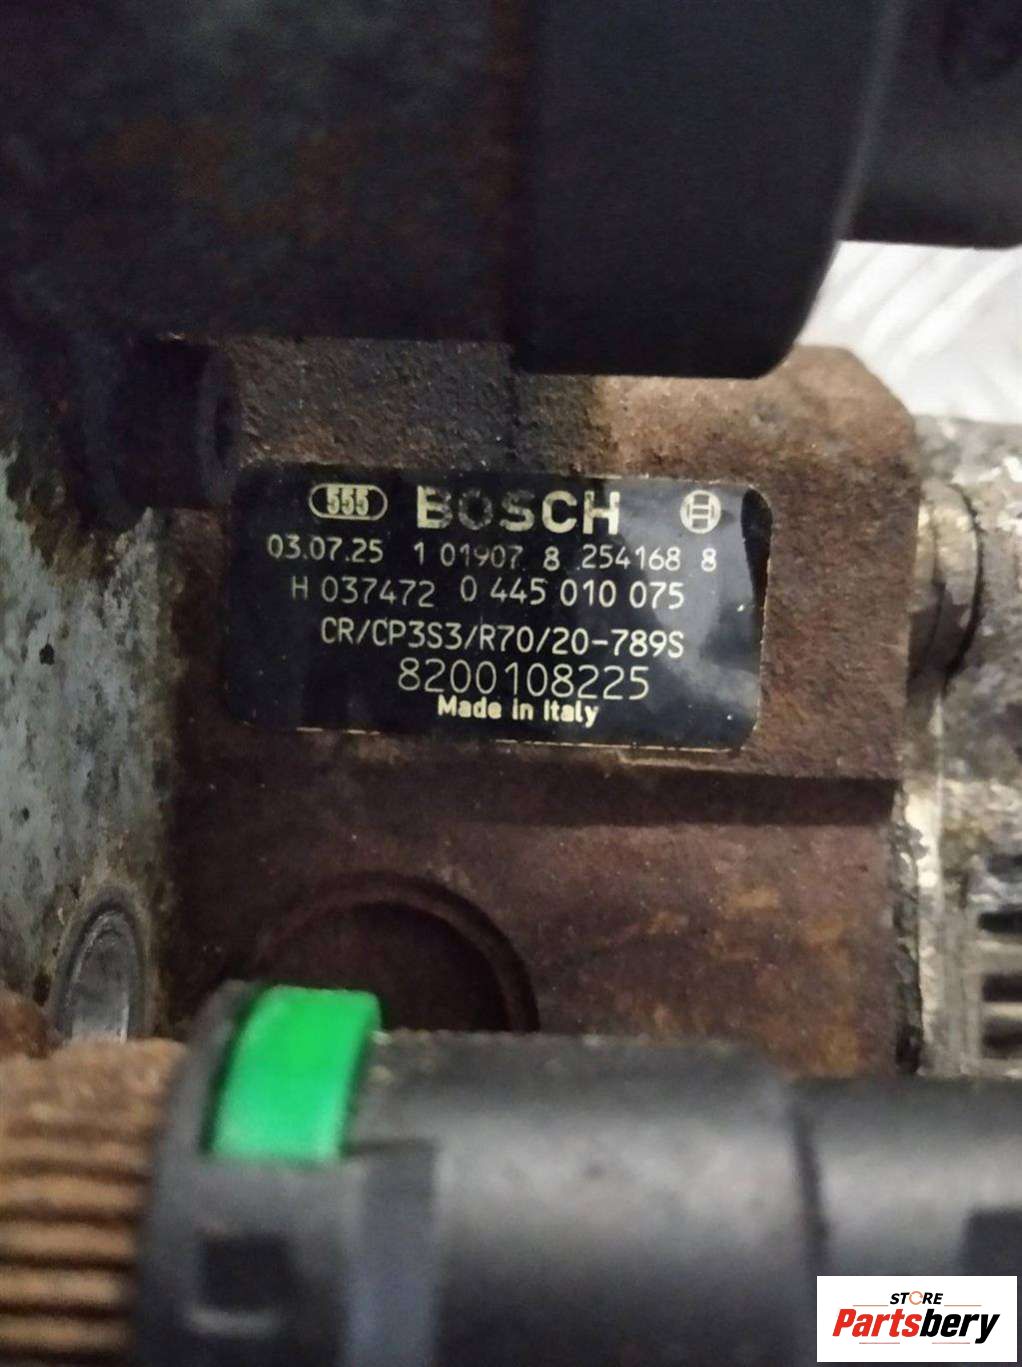 555 BOSCH
03.07.25 1 01907 8 254168 8
H 037472 0 445 010 075
CR/CP3S3/R70/20-789S
8200108225
Made in Italy
STORE
Partsbery